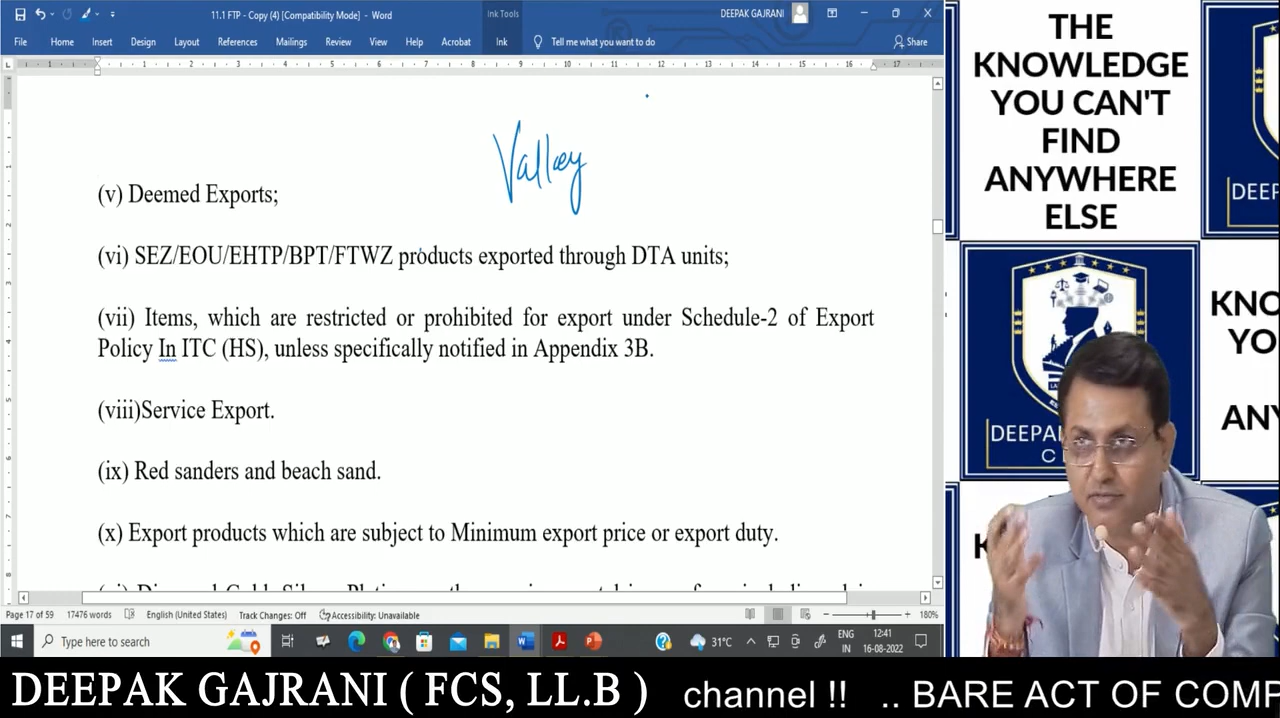 11.1 FTP - Copy (4) [Compatibility Mode] - Word
Ink Tools
DEEPAK GAJRANI
File Home Insert Design Layout References Mailings Review View Help Acrobat Ink Tell me what you want to do Share
Valley
(v) Deemed Exports;
(vi) SEZ/EOU/EHTP/BPT/FTWZ products exported through DTA units;
(vii) Items, which are restricted or prohibited for export under Schedule-2 of Export
Policy In ITC (HS), unless specifically notified in Appendix 3B.
(viii)Service Export.
(ix) Red sanders and beach sand.
(x) Export products which are subject to Minimum export price or export duty.
Page 17 of 59 17476 words English (United States) Track Changes: Off Accessibility: Unavailable 180%
Type here to search
31°C
ENG
IN
12:41
16-08-2022
THE
KNOWLEDGE
YOU CAN'T
FIND
ANYWHERE
ELSE
DEEP
KNO
YO
ANY
DEEPA
C
DEEPAK GAJRANI ( FCS, LL.B ) channel !! .. BARE ACT OF COMP